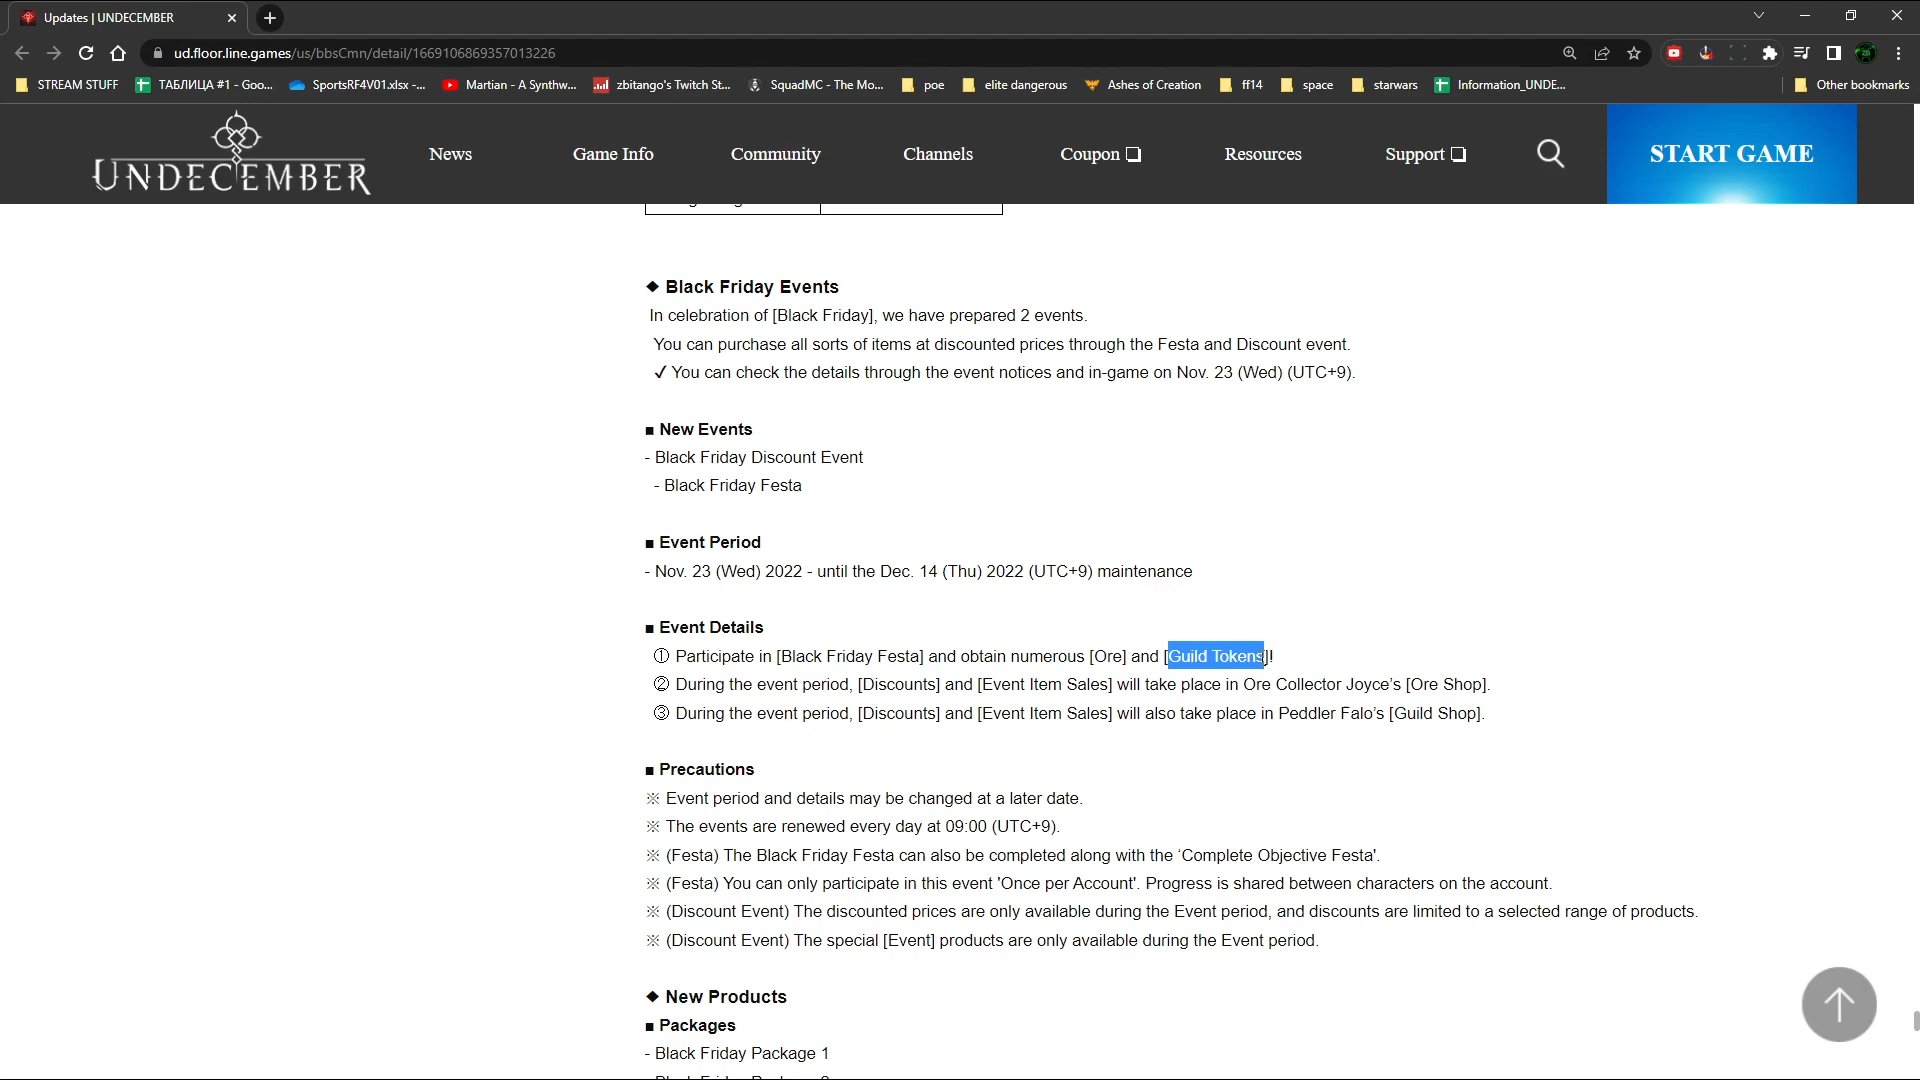 Updates | UNDECEMBER
ud.floor.line.games/us/bbsCmn/detail/1669106869357013226
STREAM STUFF
ТАБЛИЦА #1 - Goo...
SportsRF4V01.xlsx -...
Martian - A Synthw...
zbitango's Twitch St...
SquadMC - The Mo...
poe
elite dangerous
Ashes of Creation
ff14
space
starwars
Information_UNDE...
Other bookmarks
UNDECEMBER
News
Game Info
Community
Channels
Coupon ❏
Resources
Support ❏
START GAME
◆ Black Friday Events
In celebration of [Black Friday], we have prepared 2 events.
You can purchase all sorts of items at discounted prices through the Festa and Discount event.
✓ You can check the details through the event notices and in-game on Nov. 23 (Wed) (UTC+9).
■ New Events
- Black Friday Discount Event
- Black Friday Festa
■ Event Period
- Nov. 23 (Wed) 2022 - until the Dec. 14 (Thu) 2022 (UTC+9) maintenance
■ Event Details
① Participate in [Black Friday Festa] and obtain numerous [Ore] and [Guild Tokens]!
② During the event period, [Discounts] and [Event Item Sales] will take place in Ore Collector Joyce’s [Ore Shop].
③ During the event period, [Discounts] and [Event Item Sales] will also take place in Peddler Falo’s [Guild Shop].
■ Precautions
※ Event period and details may be changed at a later date.
※ The events are renewed every day at 09:00 (UTC+9).
※ (Festa) The Black Friday Festa can also be completed along with the ‘Complete Objective Festa'.
※ (Festa) You can only participate in this event 'Once per Account'. Progress is shared between characters on the account.
※ (Discount Event) The discounted prices are only available during the Event period, and discounts are limited to a selected range of products.
※ (Discount Event) The special [Event] products are only available during the Event period.
◆ New Products
■ Packages
- Black Friday Package 1